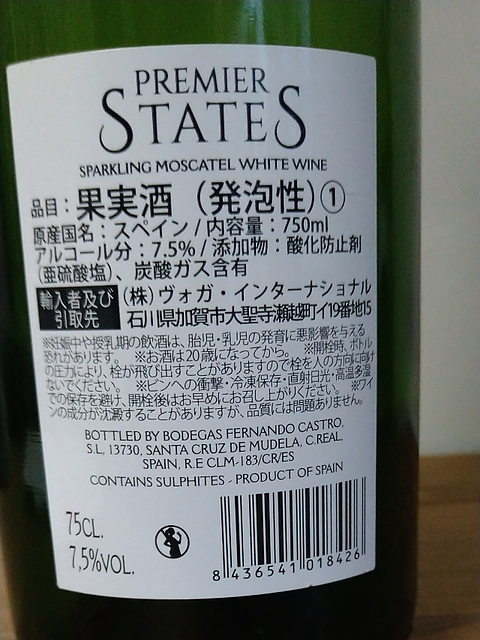 PREMIER
STATES
SPARKLING MOSCATEL WHITE WINE
品目：果実酒（発泡性）①
原産国名：スペイン / 内容量：750ml
アルコール分：7.5% / 添加物：酸化防止剤
（亜硫酸塩）、炭酸ガス含有
輸入者及び
引取先
（株）ヴォガ・インターナショナル
石川県加賀市大聖寺瀬越町イ19番地15
※妊娠中や授乳期の飲酒は、胎児・乳児の発育に悪影響を与える
恐れがあります。 ※お酒は20歳になってから。 ※開栓時、ボトル
の圧力により、栓が飛び出すことがありますので栓を人の方向に向け
ないでください。 ※ビンへの衝撃・冷凍保存・直射日光・高温多湿
での保存を避け、開栓後はお早めにお召し上がりください。 ※ワイ
ンの成分が沈澱することがありますが、品質には問題ありません。
BOTTLED BY BODEGAS FERNANDO CASTRO,
S.L, 13730, SANTA CRUZ DE MUDELA, C.REAL.
SPAIN, R.E CLM-183/CR/ES
CONTAINS SULPHITES - PRODUCT OF SPAIN
75CL.
7,5%VOL.
8 436541 018426